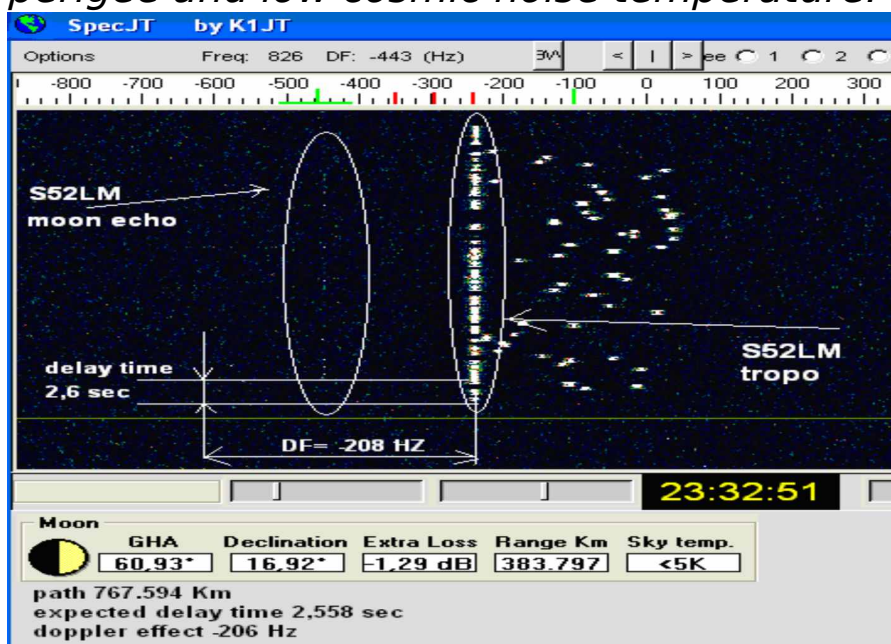 perigee and low cosmic noise temperature.
SpecJT by K1JT
Options Freq: 826 DF: -443 (Hz) < | > ee 1 2
-800 -700 -600 -500 -400 -300 -200 -100 0 100 200 300
S52LM
moon echo
S52LM
tropo
delay time
2,6 sec
DF= -208 HZ
23:32:51
Moon
GHA Declination Extra Loss Range Km Sky temp.
60,93° 16,92° -1,29 dB 383.797 <5K
path 767.594 Km
expected delay time 2,558 sec
doppler effect -206 Hz